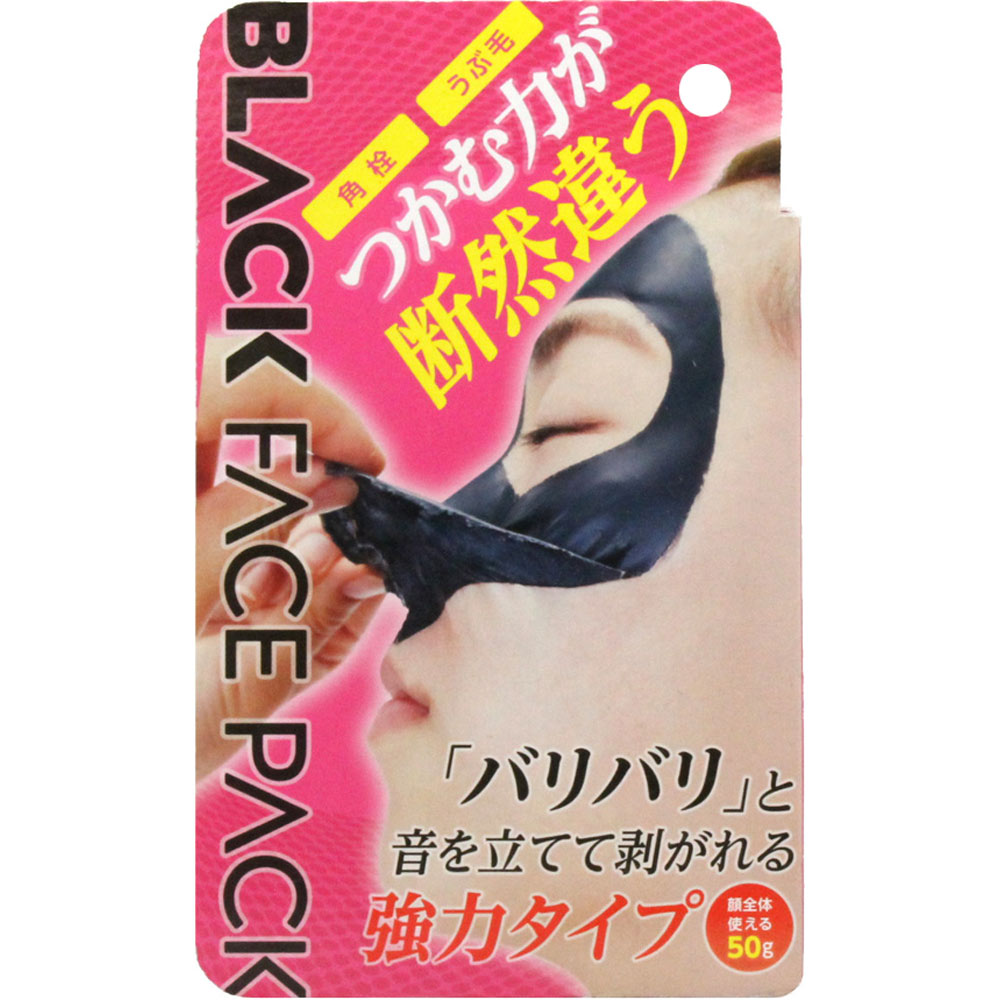 BLACK FACE PACK
角栓
うぶ毛
つかむ力が
断然違う
「バリバリ」と
音を立てて剥がれる
強力タイプ
顔全体
使える
50g